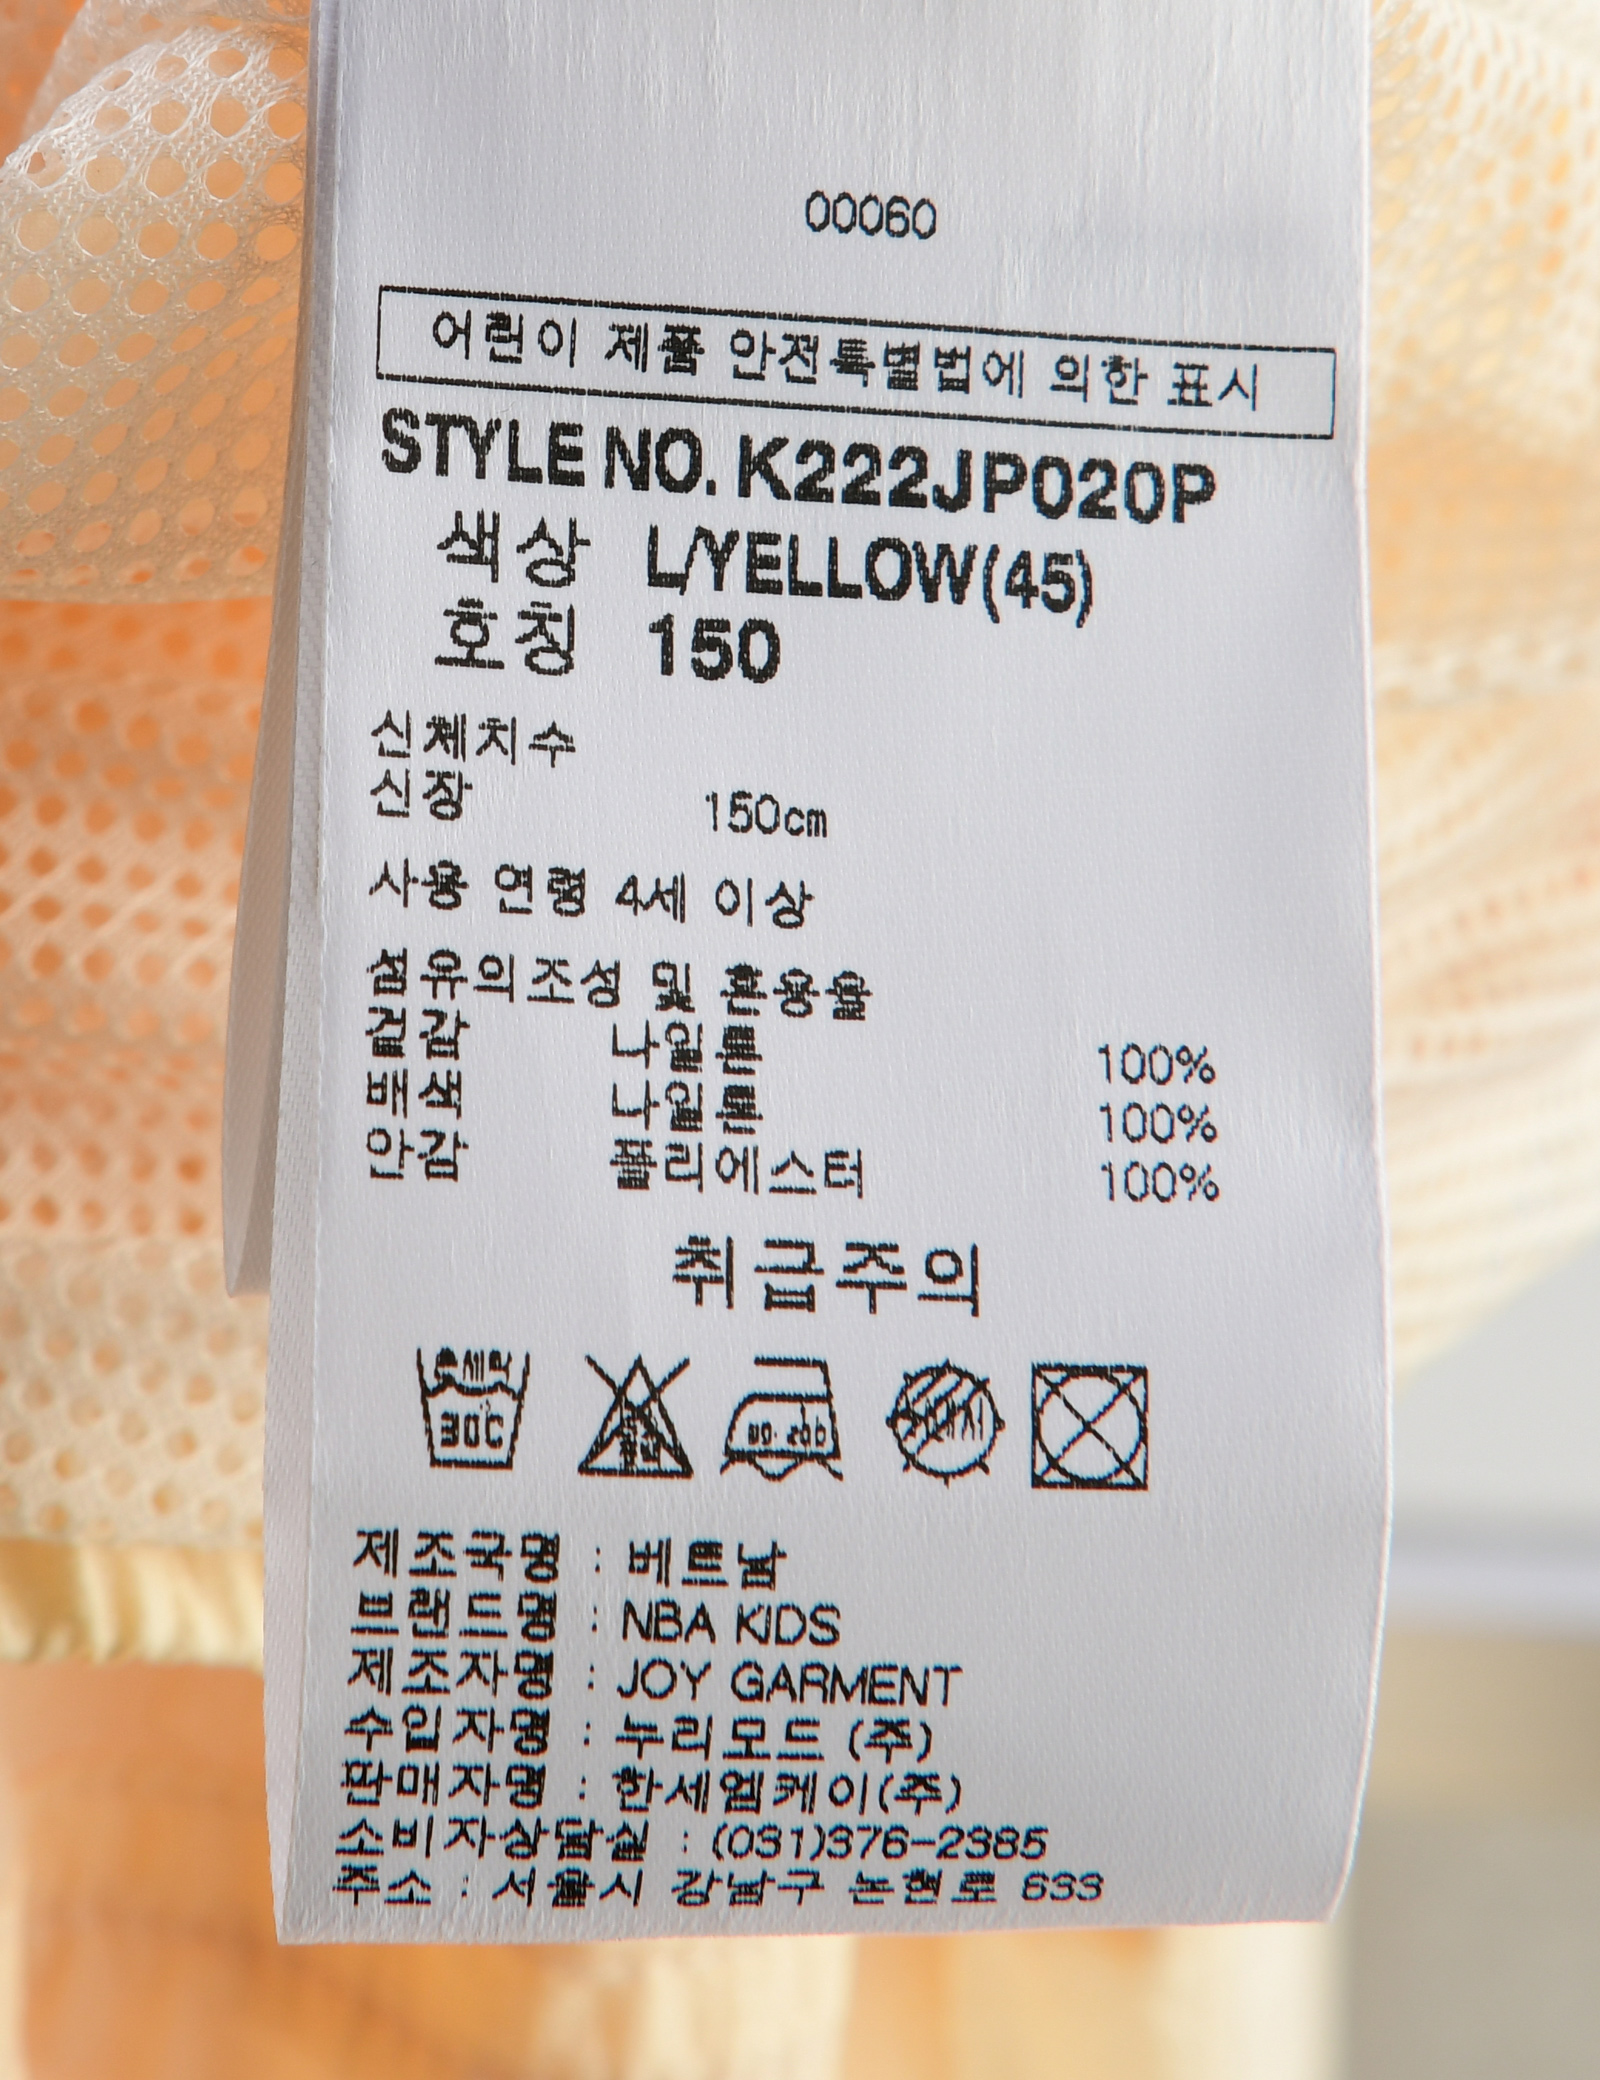 00060
어린이 제품 안전특별법에 의한 표시
STYLE NO. K222JP020P
색상 L/YELLOW(45)
호칭 150
신체치수
신장 150cm
사용 연령 4세 이상
섬유의조성 및 혼용율
겉감 나일론 100%
배색 나일론 100%
안감 폴리에스터 100%
취급주의
30C
제조국명 : 베트남
브랜드명 : NBA KIDS
제조자명 : JOY GARMENT
수입자명 : 누리모드 (주)
판매자명 : 한세엠케이(주)
소비자상담실 : (031)376-2385
주소 : 서울시 강남구 논현로 633